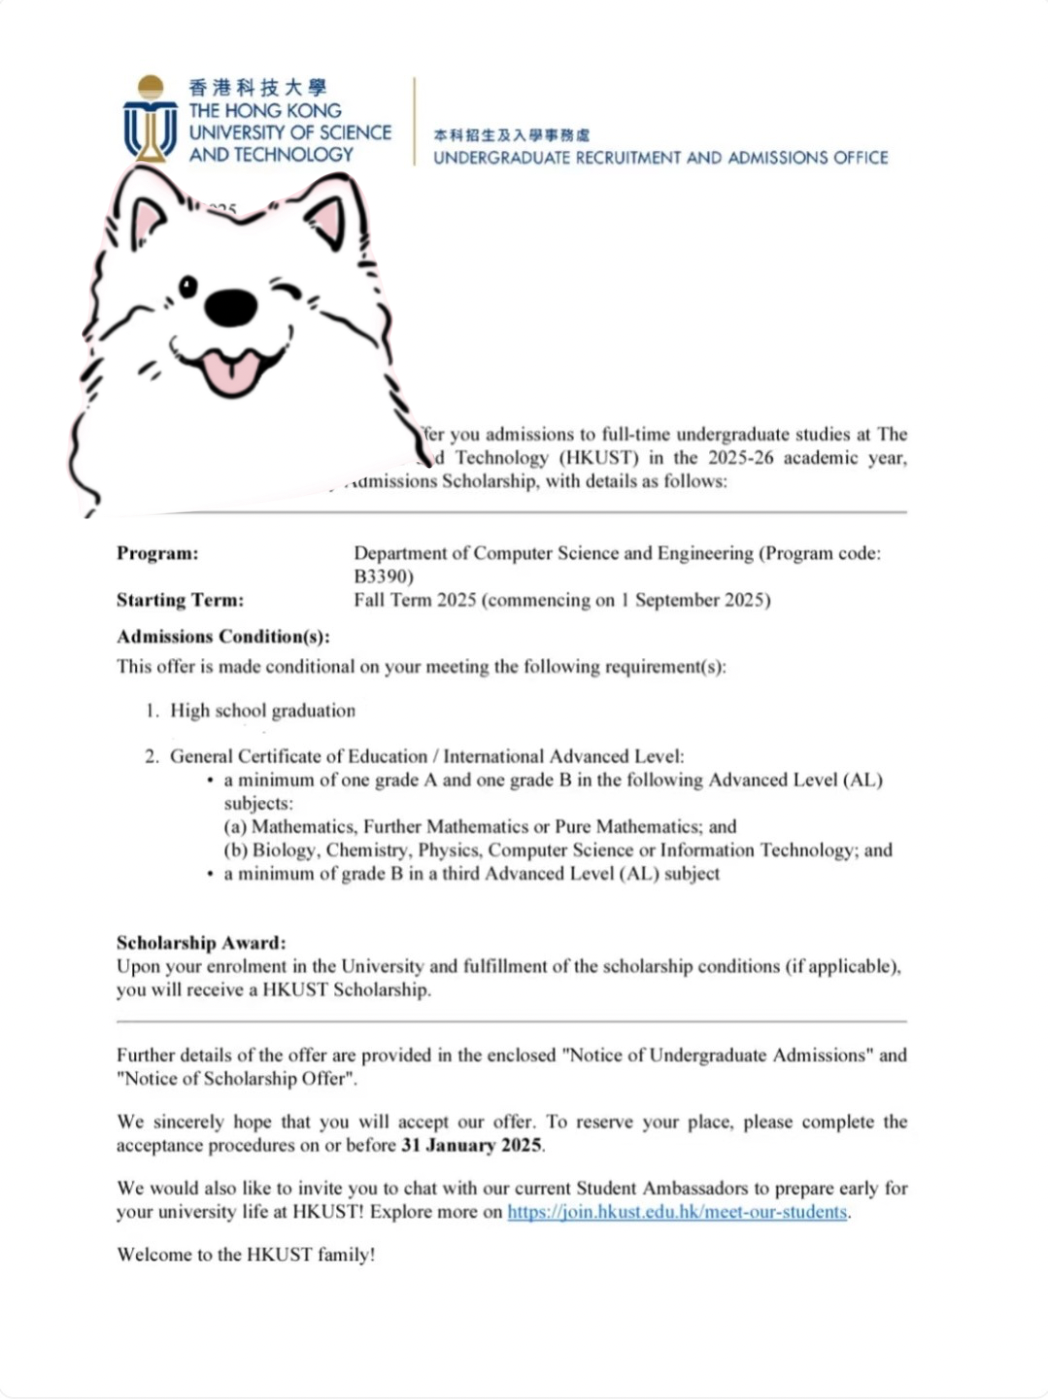 香港科技大學
THE HONG KONG
UNIVERSITY OF SCIENCE
AND TECHNOLOGY
本科招生及入學事務處
UNDERGRADUATE RECRUITMENT AND ADMISSIONS OFFICE
you admissions to full-time undergraduate studies at The
Technology (HKUST) in the 2025-26 academic year,
Admissions Scholarship, with details as follows:
Program: Department of Computer Science and Engineering (Program code:
B3390)
Starting Term: Fall Term 2025 (commencing on 1 September 2025)
Admissions Condition(s):
This offer is made conditional on your meeting the following requirement(s):
1. High school graduation
2. General Certificate of Education / International Advanced Level:
• a minimum of one grade A and one grade B in the following Advanced Level (AL)
subjects:
(a) Mathematics, Further Mathematics or Pure Mathematics; and
(b) Biology, Chemistry, Physics, Computer Science or Information Technology; and
• a minimum of grade B in a third Advanced Level (AL) subject
Scholarship Award:
Upon your enrolment in the University and fulfillment of the scholarship conditions (if applicable),
you will receive a HKUST Scholarship.
Further details of the offer are provided in the enclosed "Notice of Undergraduate Admissions" and
"Notice of Scholarship Offer".
We sincerely hope that you will accept our offer. To reserve your place, please complete the
acceptance procedures on or before 31 January 2025.
We would also like to invite you to chat with our current Student Ambassadors to prepare early for
your university life at HKUST! Explore more on https://join.hkust.edu.hk/meet-our-students.
Welcome to the HKUST family!